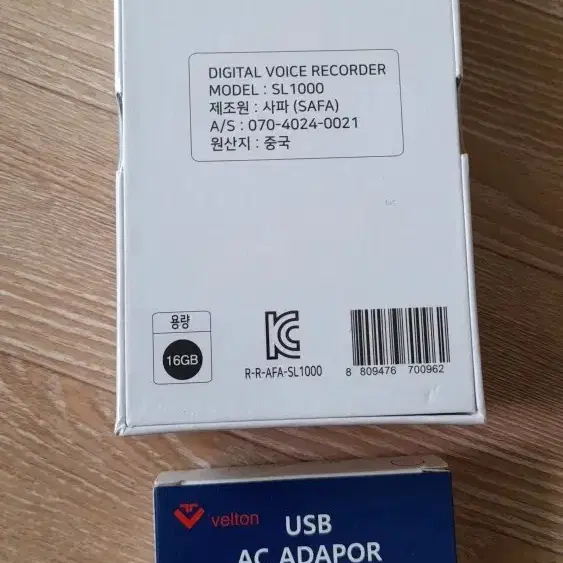 DIGITAL VOICE RECORDER
MODEL : SL1000
제조원 : 사파 (SAFA)
A/S : 070-4024-0021
원산지 : 중국
용량
16GB
R-R-AFA-SL1000
8 809476 700962
velton
USB
AC ADAPOR